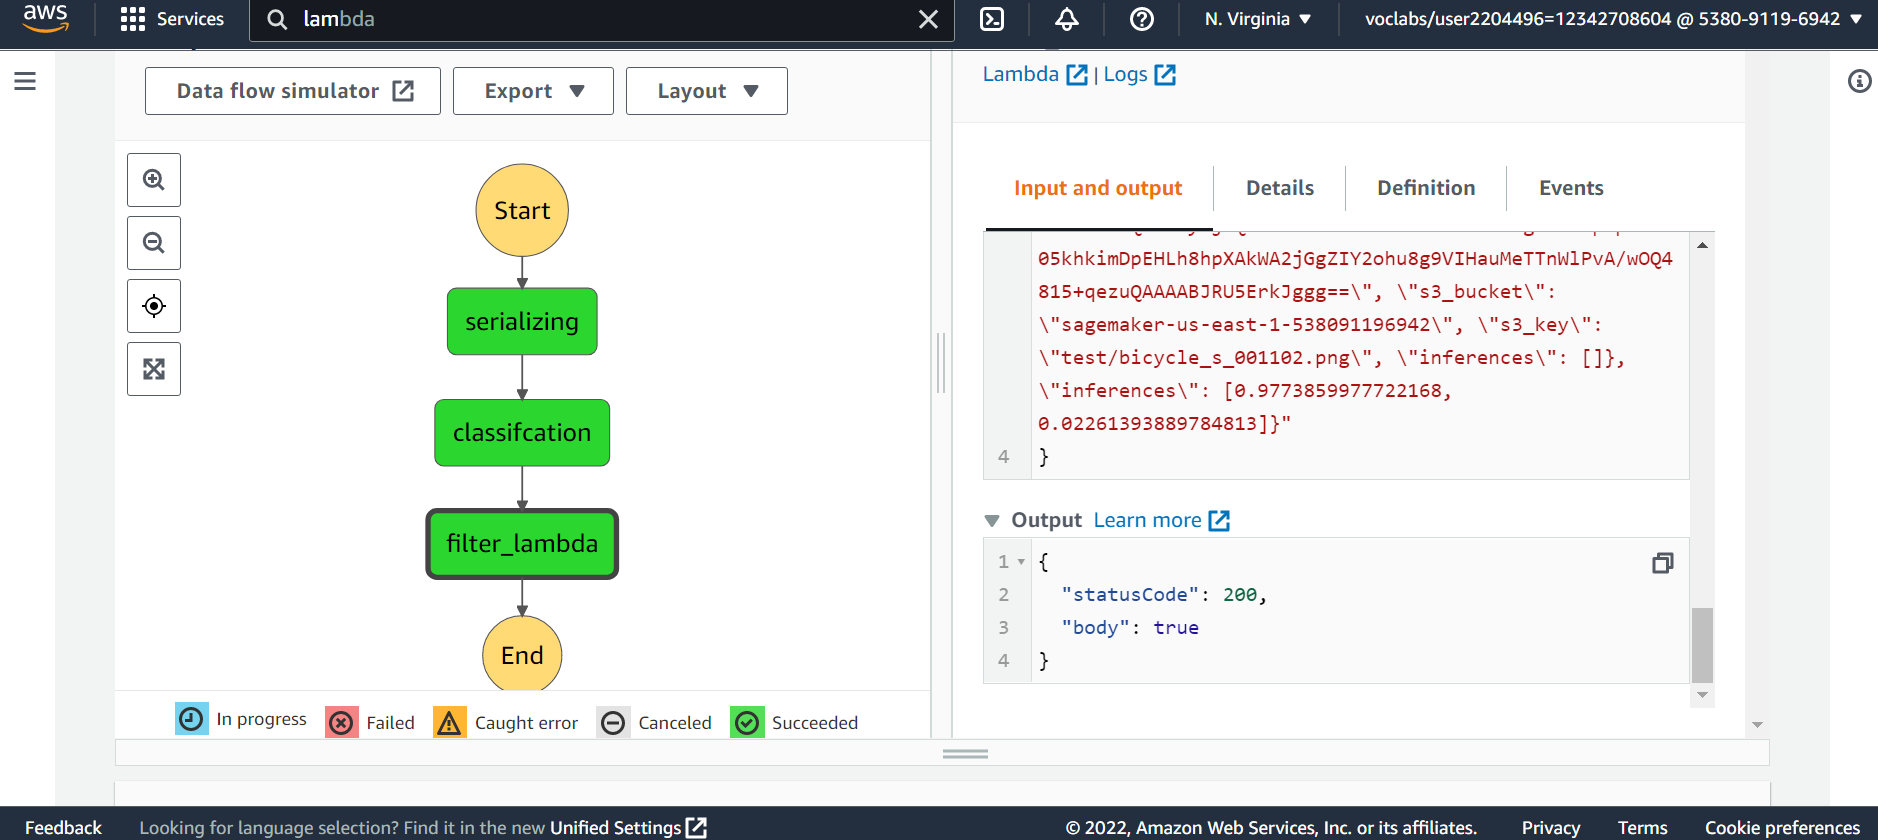 aws
Services
lambda
N. Virginia ▼
voclabs/user2204496=12342708604 @ 5380-9119-6942 ▼
Data flow simulator
Export ▼
Layout ▼
Start
serializing
classifcation
filter_lambda
End
In progress
Failed
Caught error
Canceled
Succeeded
Lambda | Logs
Input and output
Details
Definition
Events
05khkimDpEHLh8hpXAkWA2jGgZIY2ohu8g9VIHauMeTTnWlPvA/wOQ4
815+qezuQAAAABJRU5ErkJggg==\", \"s3_bucket\":
\"sagemaker-us-east-1-538091196942\", \"s3_key\":
\"test/bicycle_s_001102.png\", \"inferences\": []},
\"inferences\": [0.9773859977722168,
0.02261393889784813]}"
4 }
▼ Output Learn more
1 {
2 "statusCode": 200,
3 "body": true
4 }
Feedback
Looking for language selection? Find it in the new Unified Settings
© 2022, Amazon Web Services, Inc. or its affiliates.
Privacy
Terms
Cookie preferences